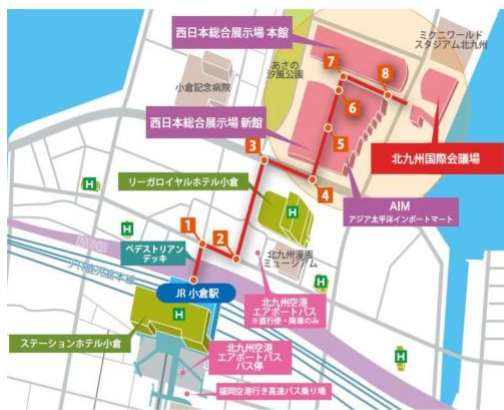 西日本総合展示場 本館
ミクニワールド
スタジアム北九州
あさの
汐風公園
小倉記念病院
7
8
6
西日本総合展示場 新館
5
北九州国際会議場
3
リーガロイヤルホテル小倉
4
AIM
アジア太平洋インポートマート
H
1
2
ペデストリアン
デッキ
北九州漫画
ミュージアム
H
H
H
JR 小倉駅
北九州空港
エアポートバス
※直行便・降車のみ
H
ステーションホテル小倉
H
北九州空港
エアポートバス
バス停
H
福岡空港行き高速バス乗り場